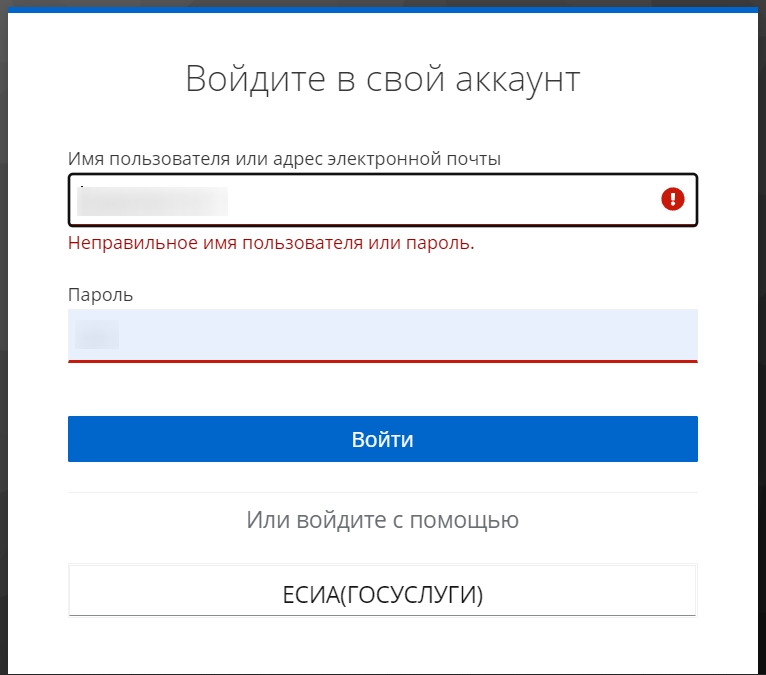 Войдите в свой аккаунт
Имя пользователя или адрес электронной почты
Неправильное имя пользователя или пароль.
Пароль
Войти
Или войдите с помощью
ЕСИА(ГОСУСЛУГИ)